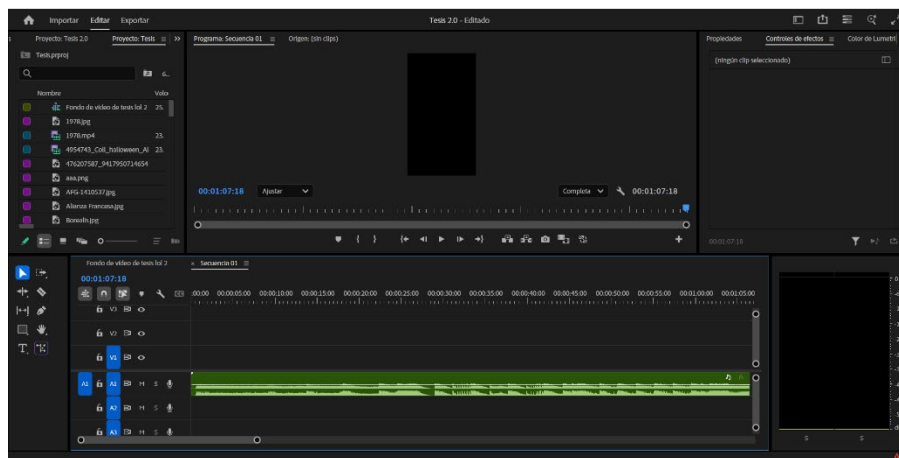 Importar Editar Exportar
Tesis 2.0 - Editado
Proyecto: Tesis 2.0 Proyecto: Tesis
Programa: Secuencia 01 Origen: (sin clips)
Propiedades Controles de efectos Color de Lumetri
Tesis.prproj
(ningún clip seleccionado)
Nombre Velo
Fondo de vídeo de tesis lol 2 25.
1978.jpg
1978.mp4 23.
4954743_Coll_halloween_AI 23.
476207587_9417950714654
aaa.png
AFG-1410537.jpg
Alianza Francesa.jpg
Borealis.jpg
00:01:07:18 Ajustar Completa 00:01:07:18
00:01:07:18
Fondo de vídeo de tesis lol 2 × Secuencia 01
00:01:07:18
:00:00 00:00:05:00 00:00:10:00 00:00:15:00 00:00:20:00 00:00:25:00 00:00:30:00 00:00:35:00 00:00:40:00 00:00:45:00 00:00:50:00 00:00:55:00 00:01:00:00 00:01:05:00
V3
V2
V1
A1 A1 M S
A2 M S
A3 M S
S S